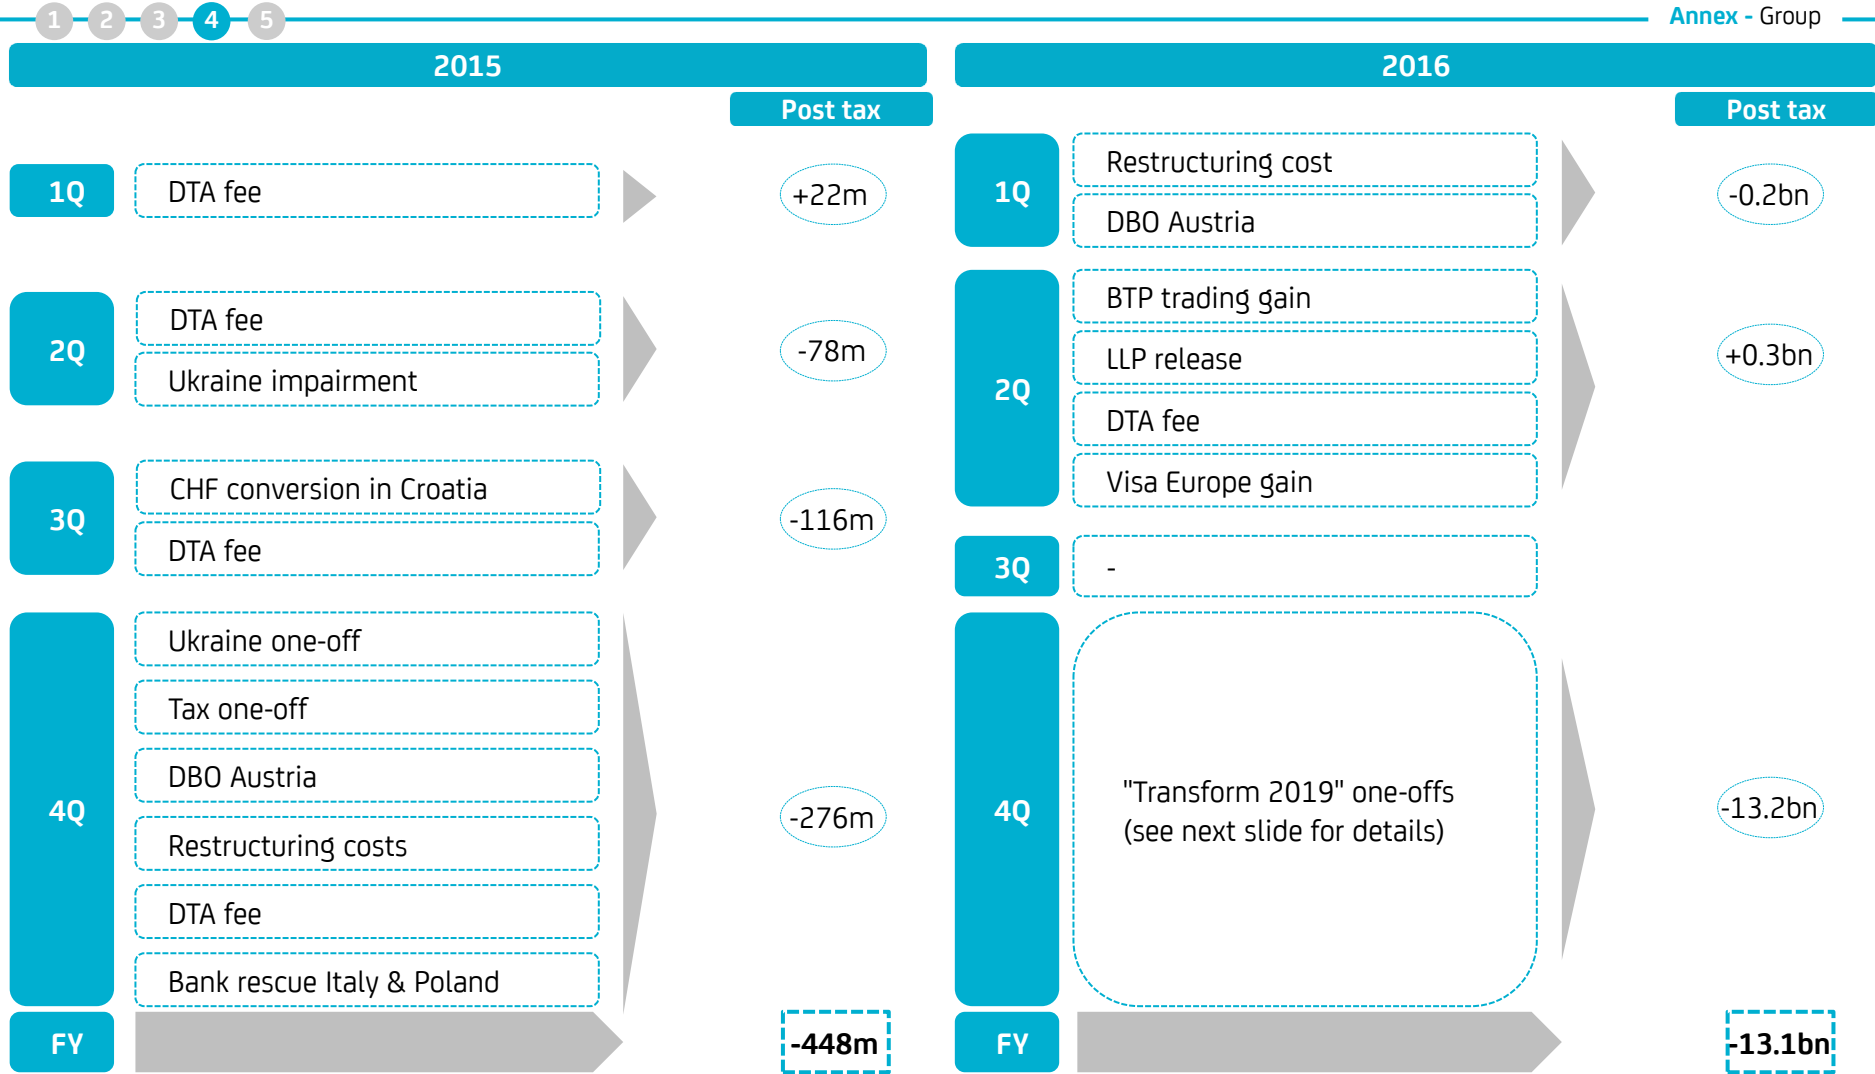 1 2 3 4 5
Annex - Group
2015
Post tax
1Q
DTA fee
+22m
2Q
DTA fee
Ukraine impairment
-78m
3Q
CHF conversion in Croatia
DTA fee
-116m
4Q
Ukraine one-off
Tax one-off
DBO Austria
Restructuring costs
DTA fee
Bank rescue Italy & Poland
-276m
FY
-448m
2016
Post tax
1Q
Restructuring cost
DBO Austria
-0.2bn
2Q
BTP trading gain
LLP release
DTA fee
Visa Europe gain
+0.3bn
3Q
-
4Q
"Transform 2019" one-offs
(see next slide for details)
-13.2bn
FY
-13.1bn